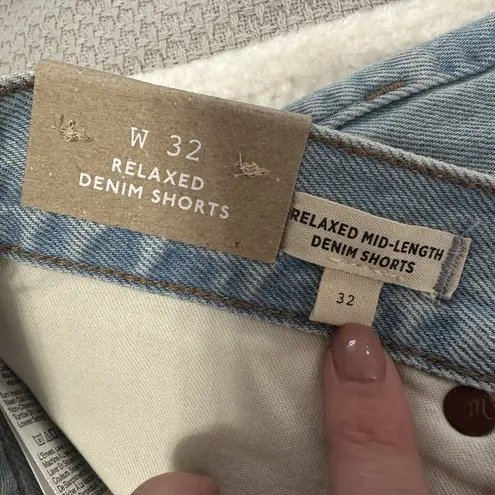 W 32
RELAXED
DENIM SHORTS
RELAXED MID-LENGTH
DENIM SHORTS
32
m